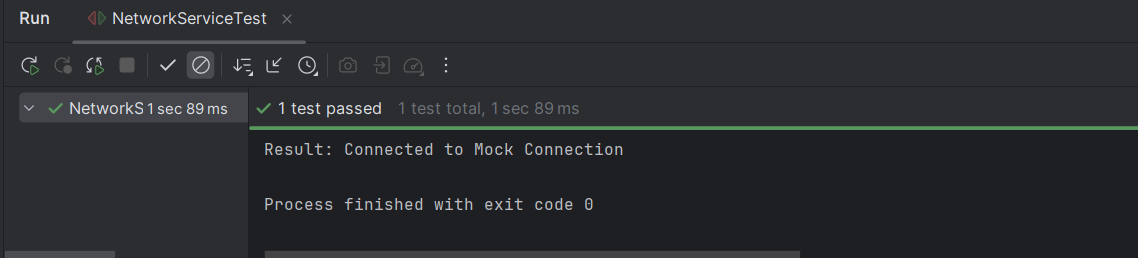 Run NetworkServiceTest
NetworkS 1 sec 89 ms
1 test passed 1 test total, 1 sec 89 ms
Result: Connected to Mock Connection
Process finished with exit code 0